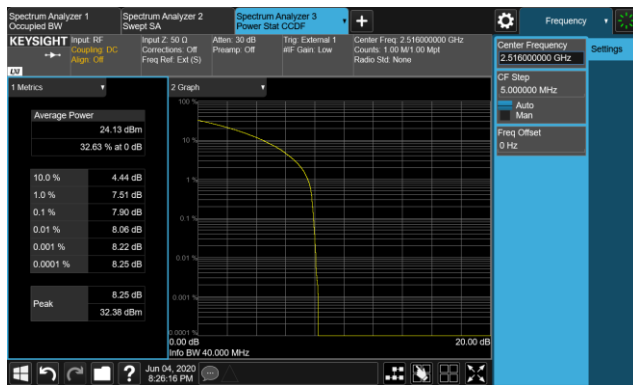 Spectrum Analyzer 1
Occupied BW
Spectrum Analyzer 2
Swept SA
Spectrum Analyzer 3
Power Stat CCDF
Frequency
KEYSIGHT
Input: RF
Coupling: DC
Align: Off
Input Z: 50 Ω
Corrections: Off
Freq Ref: Ext (S)
Atten: 30 dB
Preamp: Off
Trig: External 1
#IF Gain: Low
Center Freq: 2.516000000 GHz
Counts: 1.00 M/1.00 Mpt
Radio Std: None
LXI
Center Frequency
2.516000000 GHz
Settings
CF Step
5.000000 MHz
Auto
Man
Freq Offset
0 Hz
1 Metrics
Average Power
24.13 dBm
32.63 % at 0 dB
10.0 % 4.44 dB
1.0 % 7.51 dB
0.1 % 7.90 dB
0.01 % 8.06 dB
0.001 % 8.22 dB
0.0001 % 8.25 dB
Peak
8.25 dB
32.38 dBm
2 Graph
100 %
10 %
1 %
0.1 %
0.01 %
0.001 %
0.0001 %
0.00 dB
20.00 dB
Info BW 40.000 MHz
?
Jun 04, 2020
8:26:16 PM